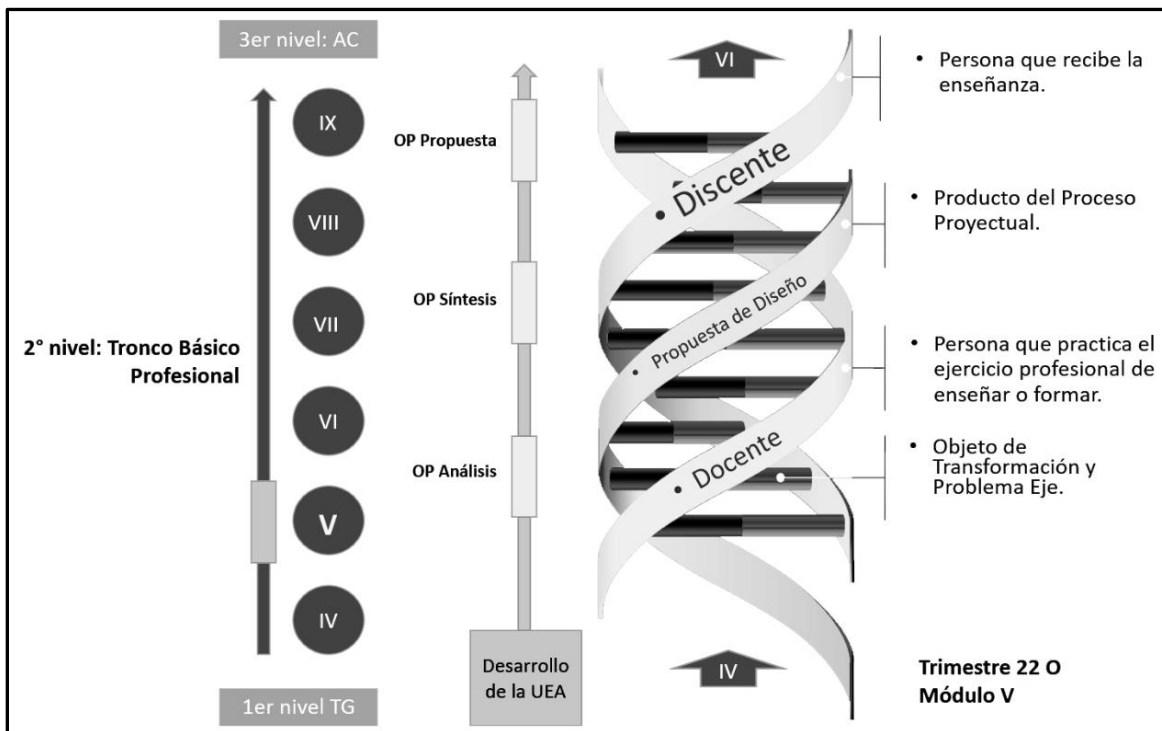 3er nivel: AC
IX
VIII
VII
2° nivel: Tronco Básico
Profesional
VI
V
IV
1er nivel TG
OP Propuesta
OP Síntesis
OP Análisis
Desarrollo
de la UEA
VI
• Discente
• Propuesta de Diseño
• Docente
IV
• Persona que recibe la
enseñanza.
• Producto del Proceso
Proyectual.
• Persona que practica el
ejercicio profesional de
enseñar o formar.
• Objeto de
Transformación y
Problema Eje.
Trimestre 22 O
Módulo V